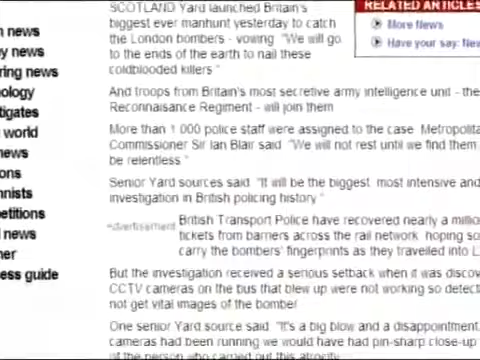 SCOTLAND Yard launched Britain's
biggest ever manhunt yesterday to catch
the London bombers - vowing "We will go
to the ends of the earth to nail these
coldblooded killers "
And troops from Britain's most secretive army intelligence unit - the
Reconnaisance Regiment - will join them
More than 1 000 police staff were assigned to the case Metropolita
Commissioner Sir Ian Blair said "We will not rest until we find them
be relentless "
Senior Yard sources said "It will be the biggest most intensive and
investigation in British policing history "
advertisement
British Transport Police have recovered nearly a millio
tickets from barriers across the rail network hoping so
carry the bombers' fingerprints as they travelled into L
But the investigation received a serious setback when it was discov
CCTV cameras on the bus that blew up were not working so detect
not get vital images of the bomber
One senior Yard source said "It's a big blow and a disappointment
cameras had been running we would have had pin-sharp close-up
of the person who carried out this atrocity
RELATED ARTICLES
More News
Have your say: New
news
y news
ring news
ology
tigates
world
news
ons
nnists
etitions
news
her
ess guide